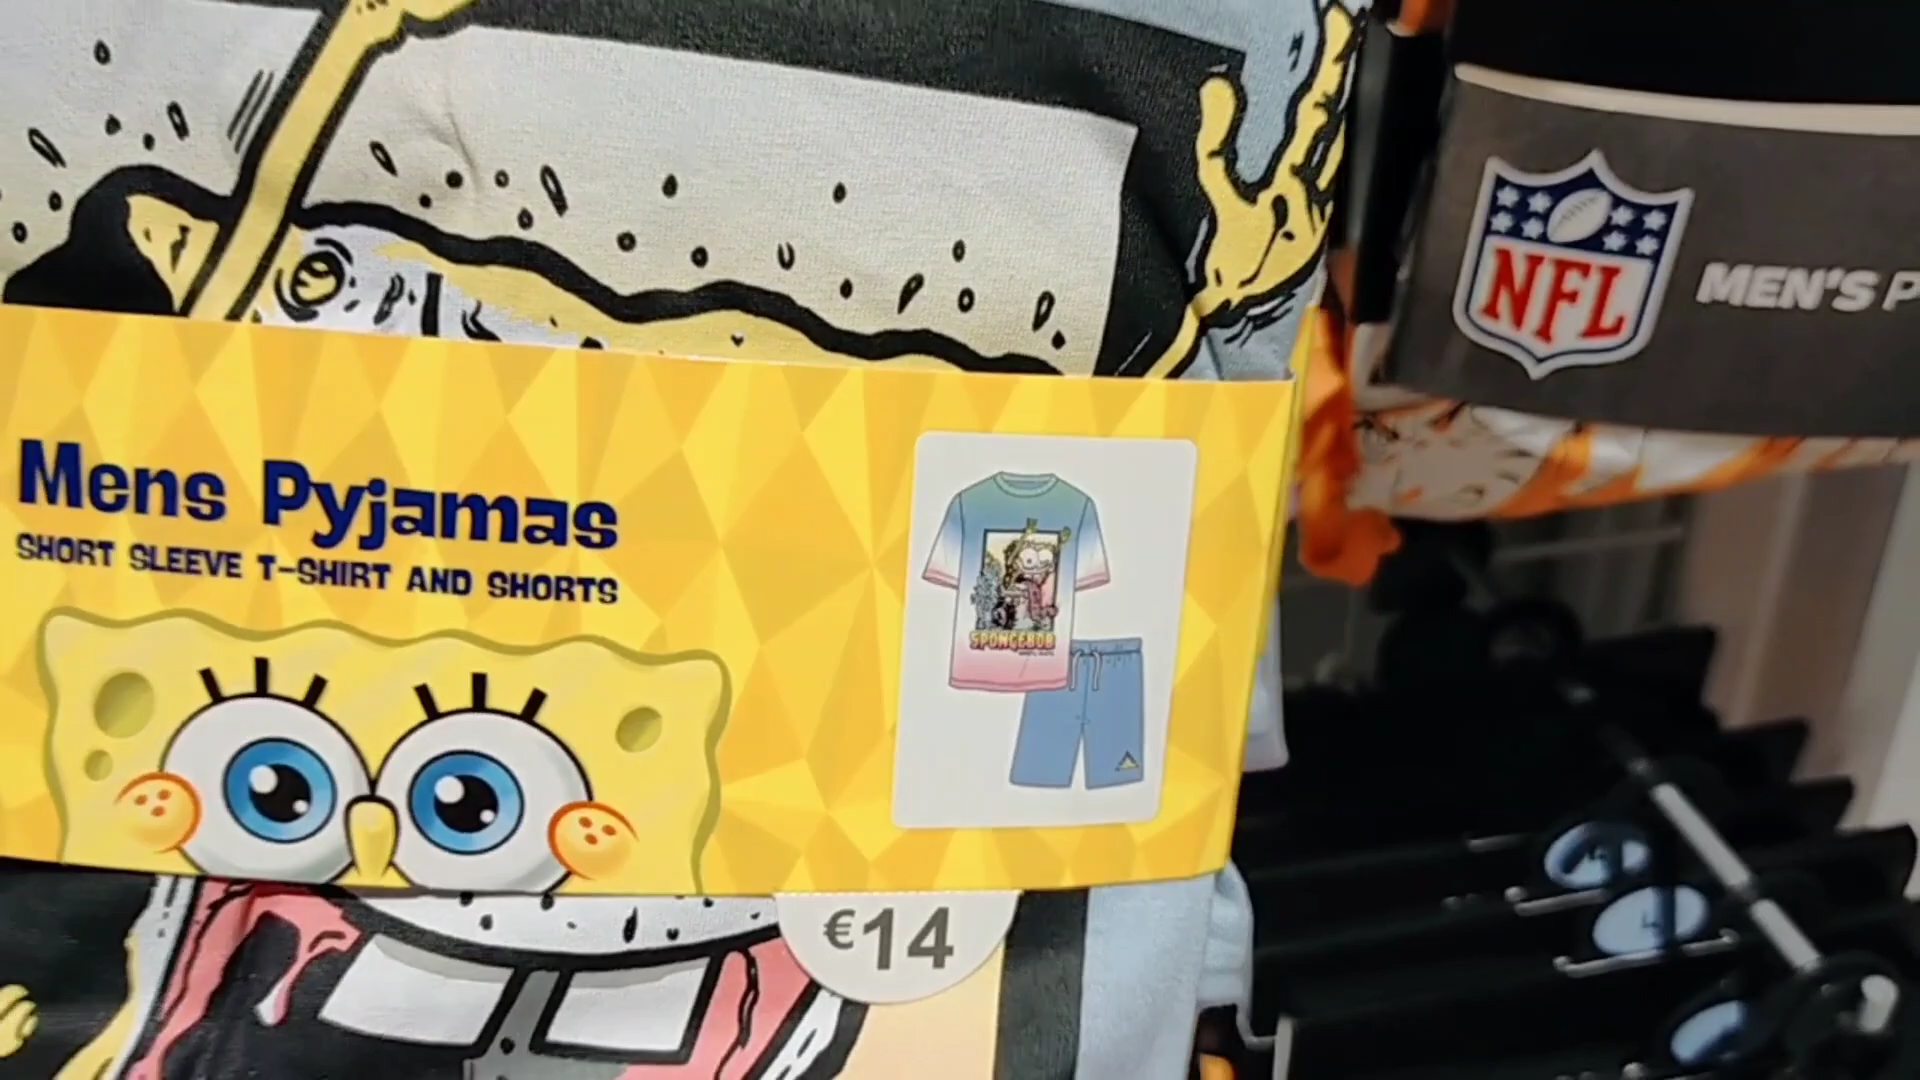 Mens Pyjamas
SHORT SLEEVE T-SHIRT AND SHORTS
SPONGEBOB
€14
NFL
MEN'S P